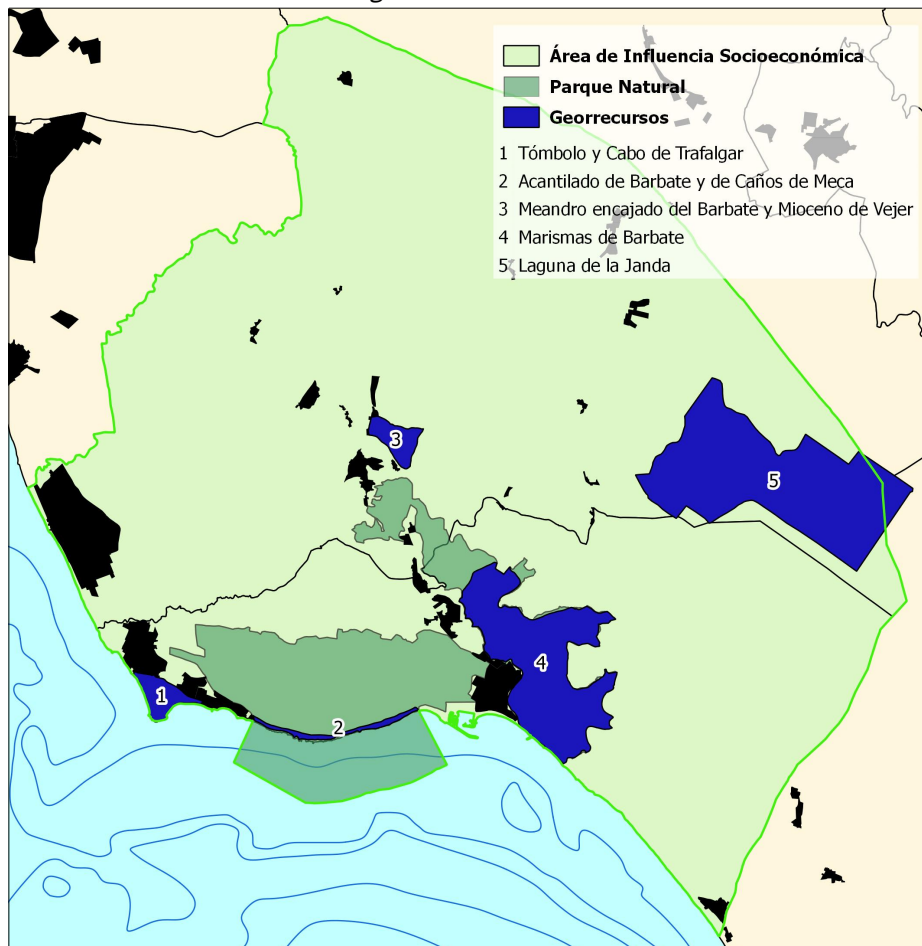 Área de Influencia Socioeconómica
Parque Natural
Georrecursos
1 Tómbolo y Cabo de Trafalgar
2 Acantilado de Barbate y de Caños de Meca
3 Meandro encajado del Barbate y Mioceno de Vejer
4 Marismas de Barbate
5 Laguna de la Janda
3
5
4
1
2